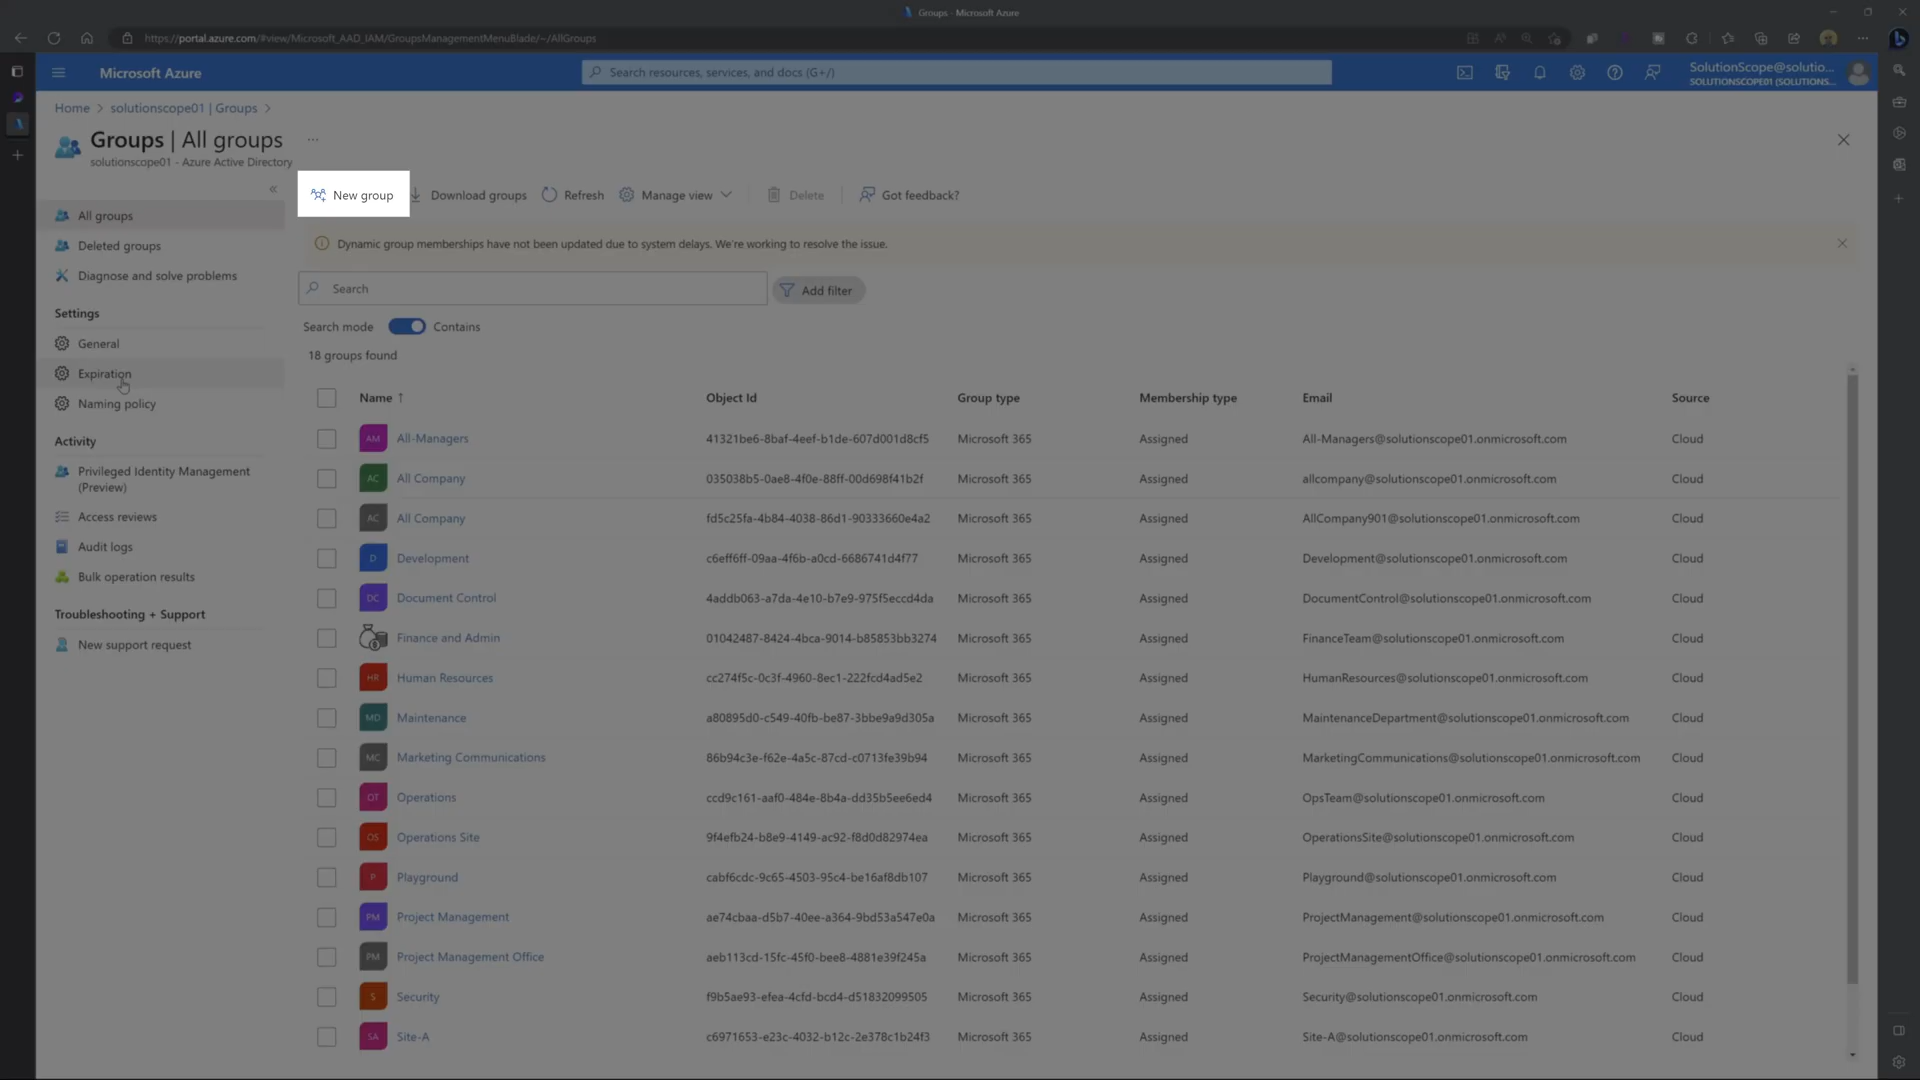 Groups - Microsoft Azure
https://portal.azure.com/#view/Microsoft_AAD_IAM/GroupsManagementMenuBlade/~/AllGroups
Microsoft Azure
Search resources, services, and docs (G+/)
SolutionScope@solutio...
SOLUTIONSCOPE01 (SOLUTIONS...
Home > solutionscope01 | Groups >
Groups | All groups ...
solutionscope01 - Azure Active Directory
«
New group
Download groups
Refresh
Manage view
Delete
Got feedback?
All groups
Deleted groups
Diagnose and solve problems
Settings
General
Expiration
Naming policy
Activity
Privileged Identity Management
(Preview)
Access reviews
Audit logs
Bulk operation results
Troubleshooting + Support
New support request
Dynamic group memberships have not been updated due to system delays. We're working to resolve the issue.
Search
Add filter
Search mode Contains
18 groups found
Name ↑ Object Id Group type Membership type Email Source
AM All-Managers 41321be6-8baf-4eef-b1de-607d001d8cf5 Microsoft 365 Assigned All-Managers@solutionscope01.onmicrosoft.com Cloud
AC All Company 035038b5-0ae8-4f0e-88ff-00d698f41b2f Microsoft 365 Assigned allcompany@solutionscope01.onmicrosoft.com Cloud
AC All Company fd5c25fa-4b84-4038-86d1-90333660e4a2 Microsoft 365 Assigned AllCompany901@solutionscope01.onmicrosoft.com Cloud
D Development c6eff6ff-09aa-4f6b-a0cd-6686741d4f77 Microsoft 365 Assigned Development@solutionscope01.onmicrosoft.com Cloud
DC Document Control 4addb063-a7da-4e10-b7e9-975f5eccd4da Microsoft 365 Assigned DocumentControl@solutionscope01.onmicrosoft.com Cloud
Finance and Admin 01042487-8424-4bca-9014-b85853bb3274 Microsoft 365 Assigned FinanceTeam@solutionscope01.onmicrosoft.com Cloud
HR Human Resources cc274f5c-0c3f-4960-8ec1-222fcd4ad5e2 Microsoft 365 Assigned HumanResources@solutionscope01.onmicrosoft.com Cloud
MD Maintenance a80895d0-c549-40fb-be87-3bbe9a9d305a Microsoft 365 Assigned MaintenanceDepartment@solutionscope01.onmicrosoft.com Cloud
MC Marketing Communications 86b94c3e-f62e-4a5c-87cd-c0713fe39b94 Microsoft 365 Assigned MarketingCommunications@solutionscope01.onmicrosoft.com Cloud
OT Operations ccd9c161-aaf0-484e-8b4a-dd35b5ee6ed4 Microsoft 365 Assigned OpsTeam@solutionscope01.onmicrosoft.com Cloud
OS Operations Site 9f4efb24-b8e9-4149-ac92-f8d0d82974ea Microsoft 365 Assigned OperationsSite@solutionscope01.onmicrosoft.com Cloud
P Playground cabf6cdc-9c65-4503-95c4-be16af8db107 Microsoft 365 Assigned Playground@solutionscope01.onmicrosoft.com Cloud
PM Project Management ae74cbaa-d5b7-40ee-a364-9bd53a547e0a Microsoft 365 Assigned ProjectManagement@solutionscope01.onmicrosoft.com Cloud
PM Project Management Office aeb113cd-15fc-45f0-bee8-4881e39f245a Microsoft 365 Assigned ProjectManagementOffice@solutionscope01.onmicrosoft.com Cloud
S Security f9b5ae93-efea-4cfd-bcd4-d51832099505 Microsoft 365 Assigned Security@solutionscope01.onmicrosoft.com Cloud
SA Site-A c6971653-e23c-4032-b12c-2e378c1b24f3 Microsoft 365 Assigned Site-A@solutionscope01.onmicrosoft.com Cloud